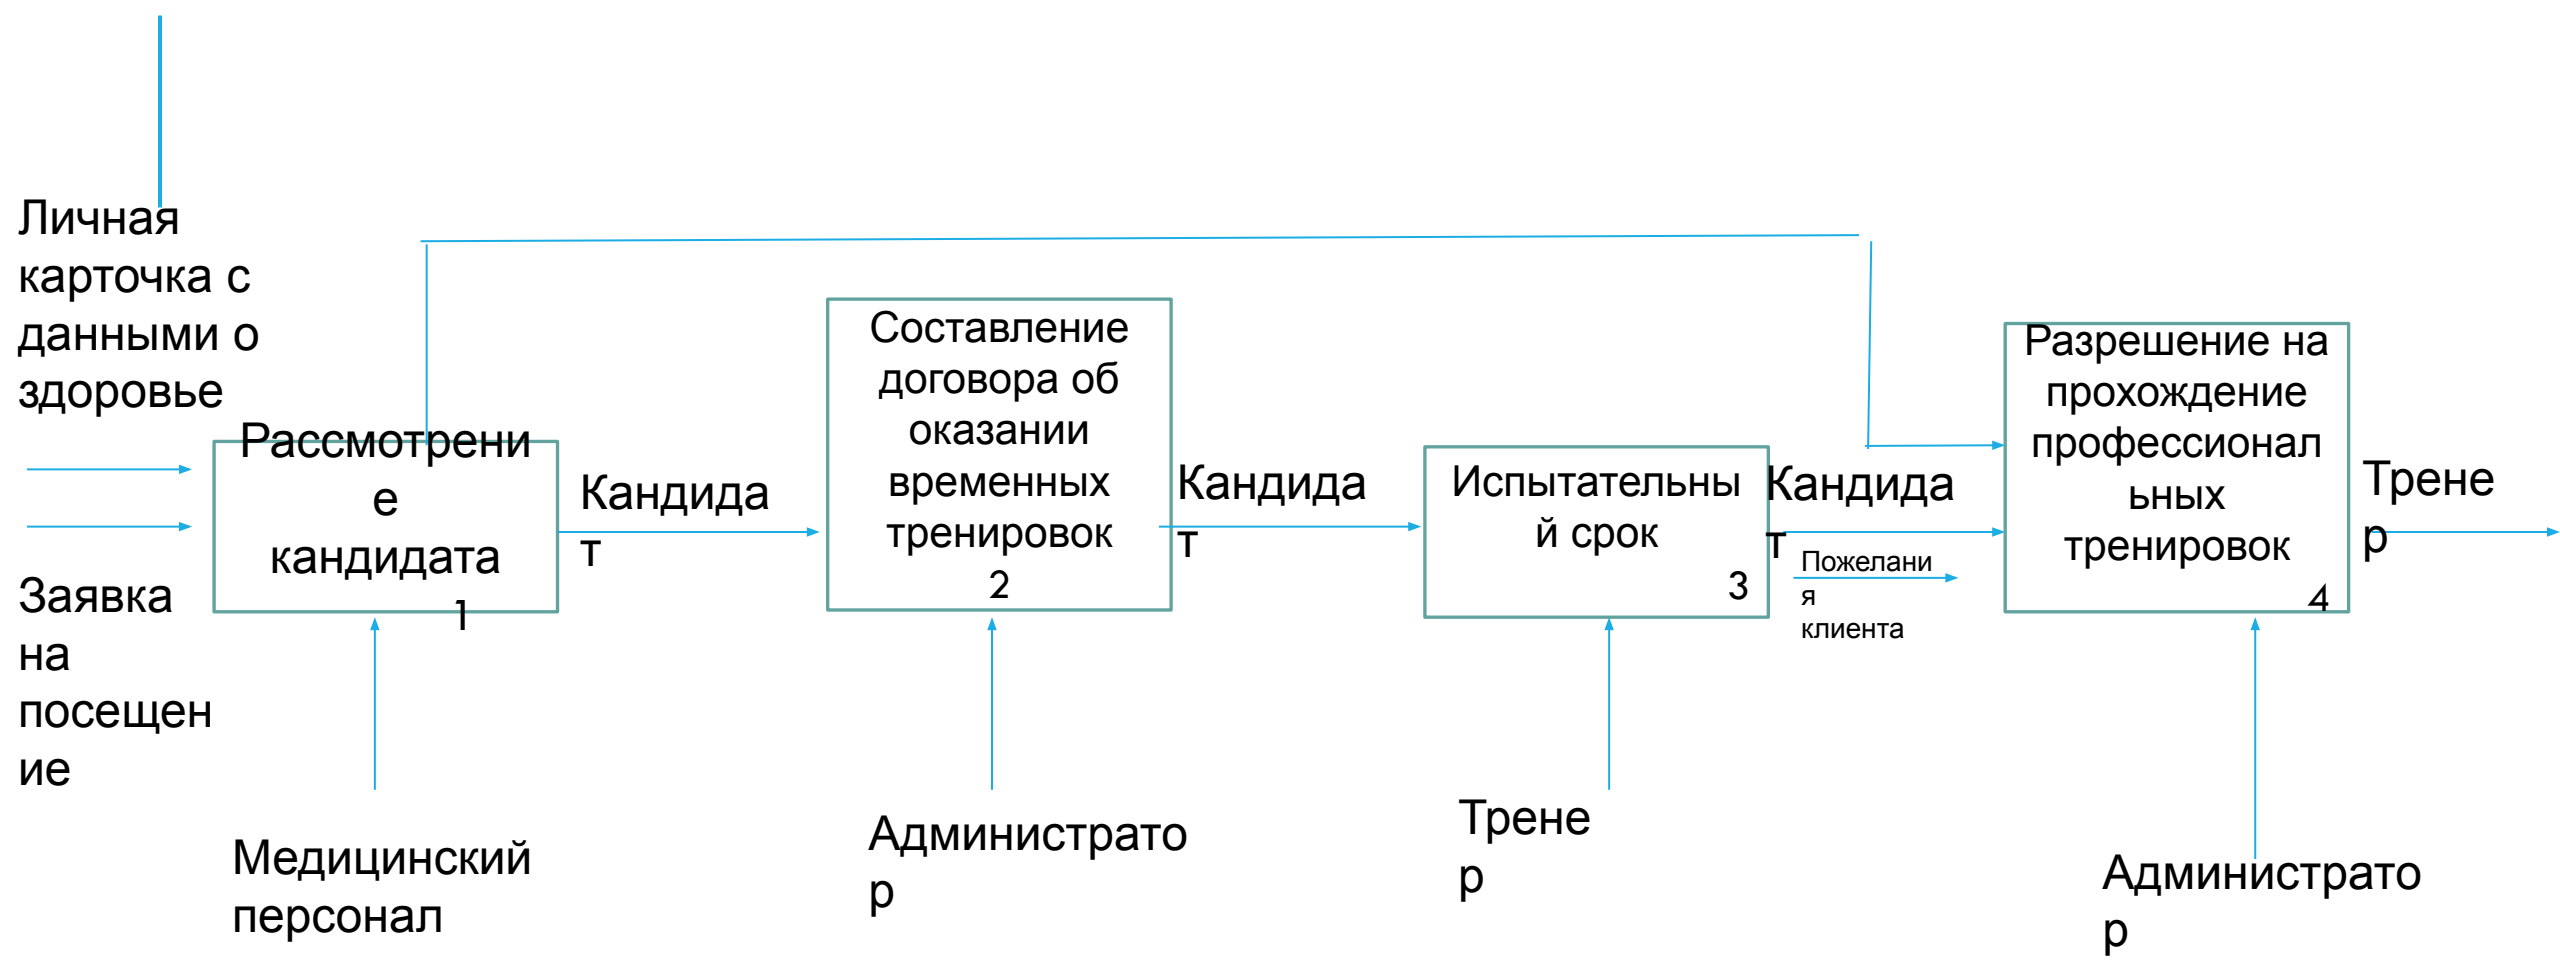 Личная
карточка с
данными о
здоровье
Заявка
на
посещен
ие
Рассмотрени
е
кандидата
1
Медицинский
персонал
Кандида
т
Составление
договора об
оказании
временных
тренировок
2
Администрато
р
Кандида
т
Испытательны
й срок
3
Трене
р
Кандида
т
Пожелани
я
клиента
Разрешение на
прохождение
профессионал
ьных
тренировок
4
Администрато
р
Трене
р